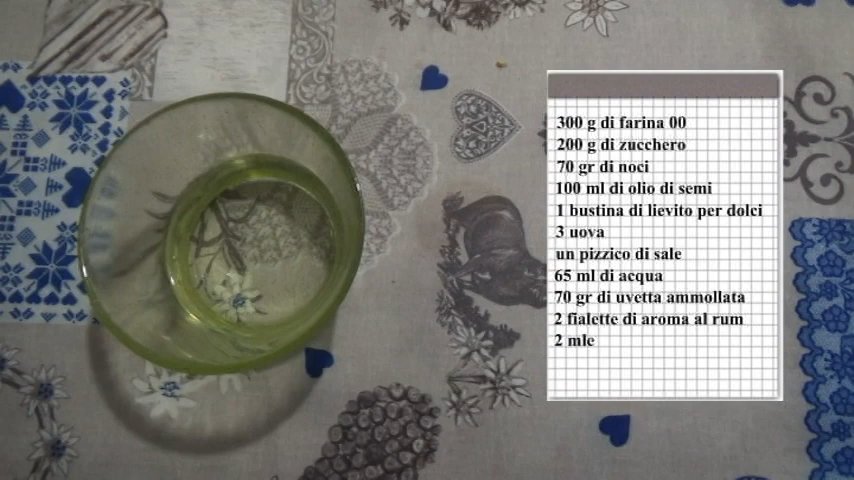 300 g di farina 00
200 g di zucchero
70 gr di noci
100 ml di olio di semi
1 bustina di lievito per dolci
3 uova
un pizzico di sale
65 ml di acqua
70 gr di uvetta ammollata
2 fialette di aroma al rum
2 mle